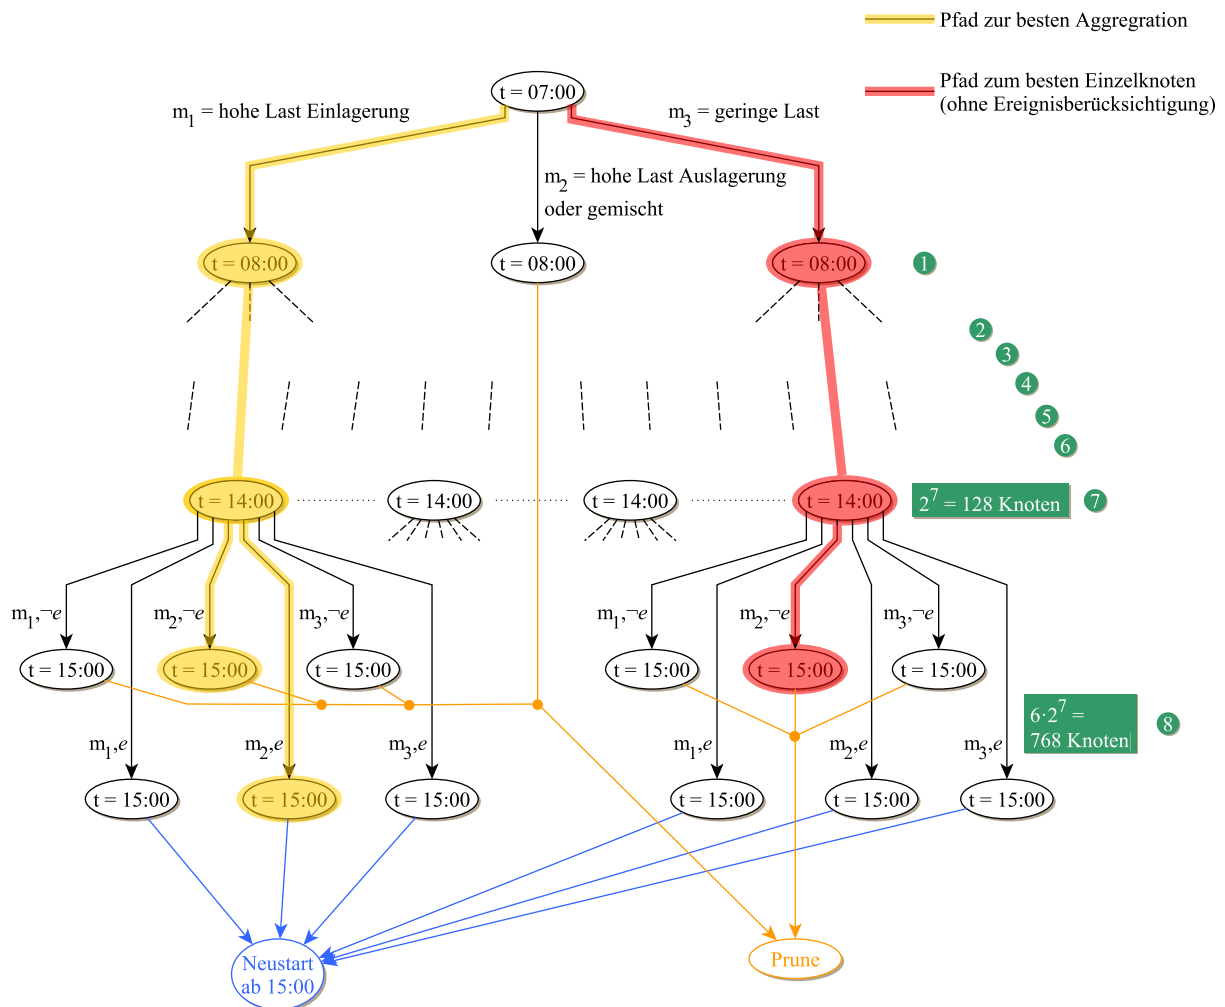 Pfad zur besten Aggregration
Pfad zum besten Einzelknoten
(ohne Ereignisberücksichtigung)
t = 07:00
m1 = hohe Last Einlagerung
m3 = geringe Last
m2 = hohe Last Auslagerung
oder gemischt
t = 08:00
t = 08:00
t = 08:00
1
2
3
4
5
6
t = 14:00
t = 14:00
t = 14:00
t = 14:00
2^7 = 128 Knoten
7
m1,¬e
m2,¬e
m3,¬e
m1,¬e
m2,¬e
m3,¬e
t = 15:00
t = 15:00
t = 15:00
t = 15:00
t = 15:00
t = 15:00
6·2^7 =
768 Knoten
8
m1,e
m2,e
m3,e
m1,e
m2,e
m3,e
t = 15:00
t = 15:00
t = 15:00
t = 15:00
t = 15:00
t = 15:00
Neustart
ab 15:00
Prune